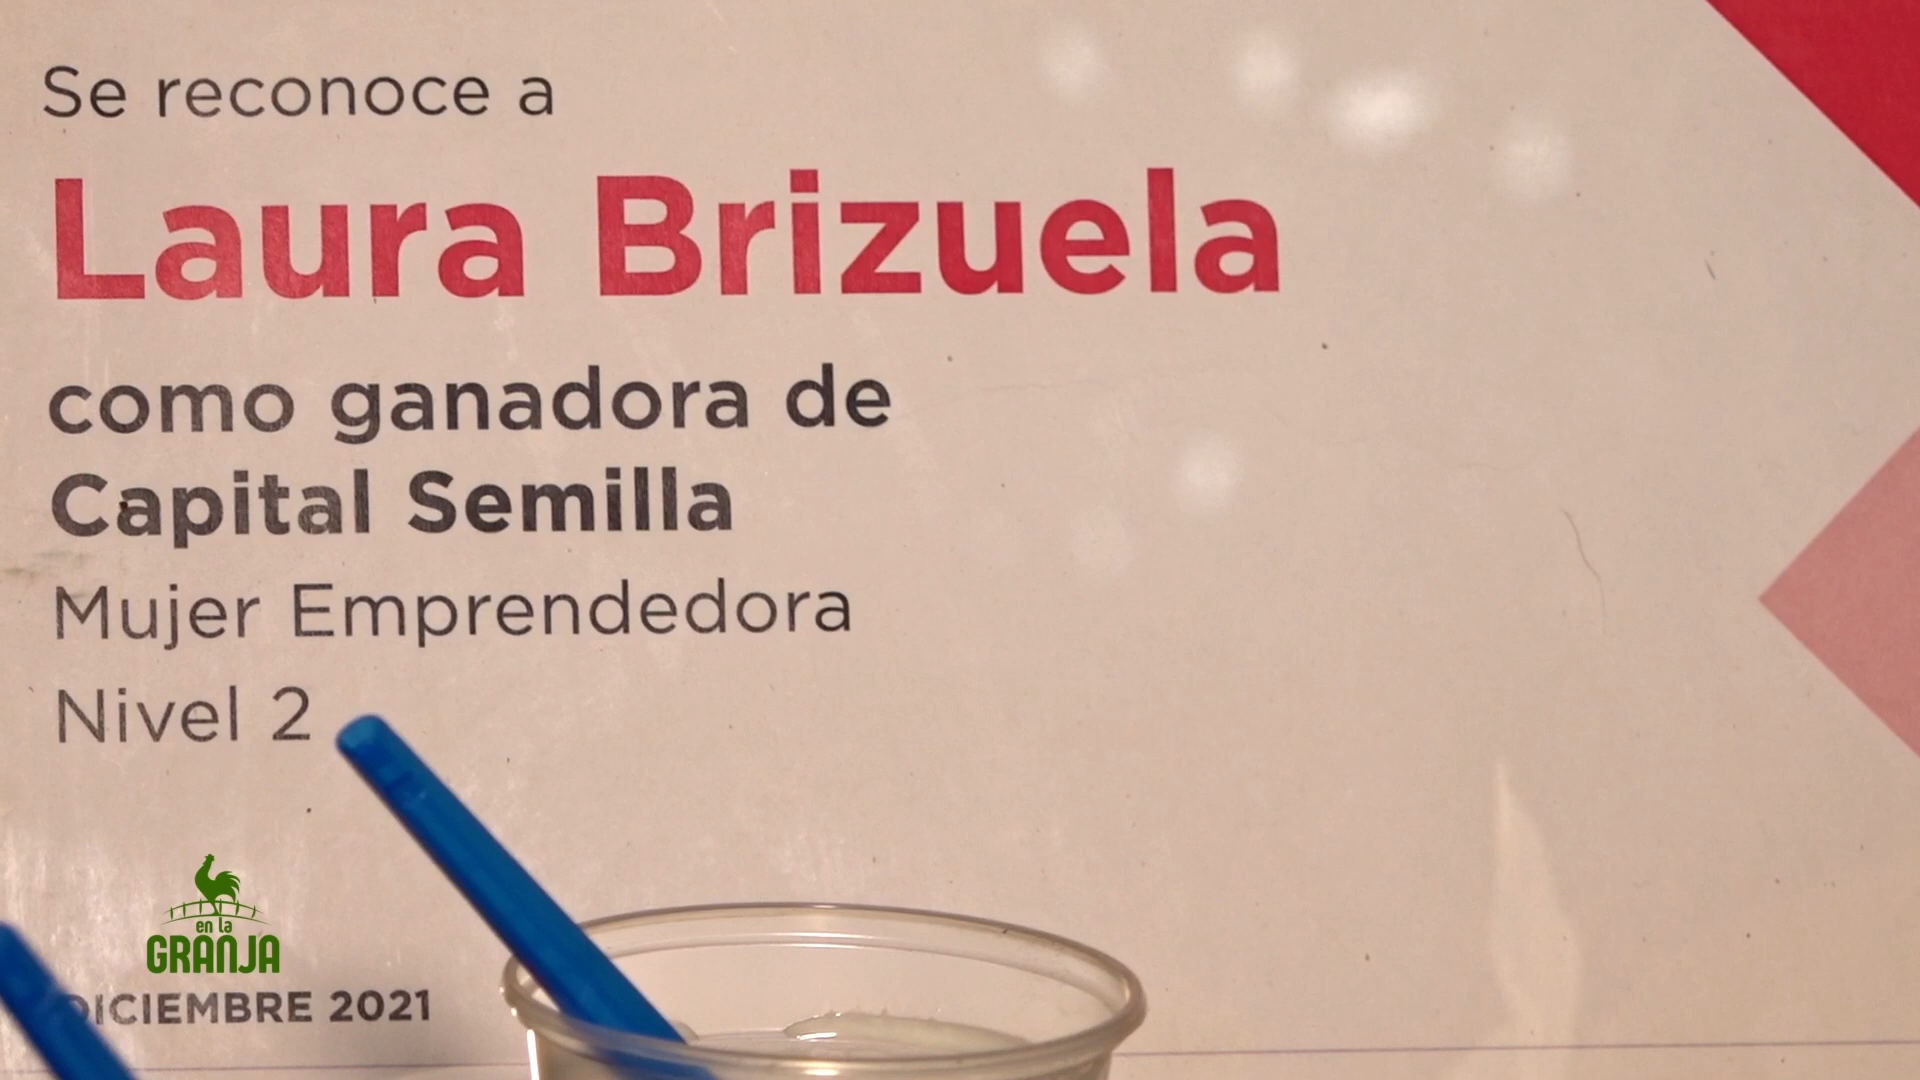 Se reconoce a
Laura Brizuela
como ganadora de
Capital Semilla
Mujer Emprendedora
Nivel 2
en la
GRANJA
DICIEMBRE 2021